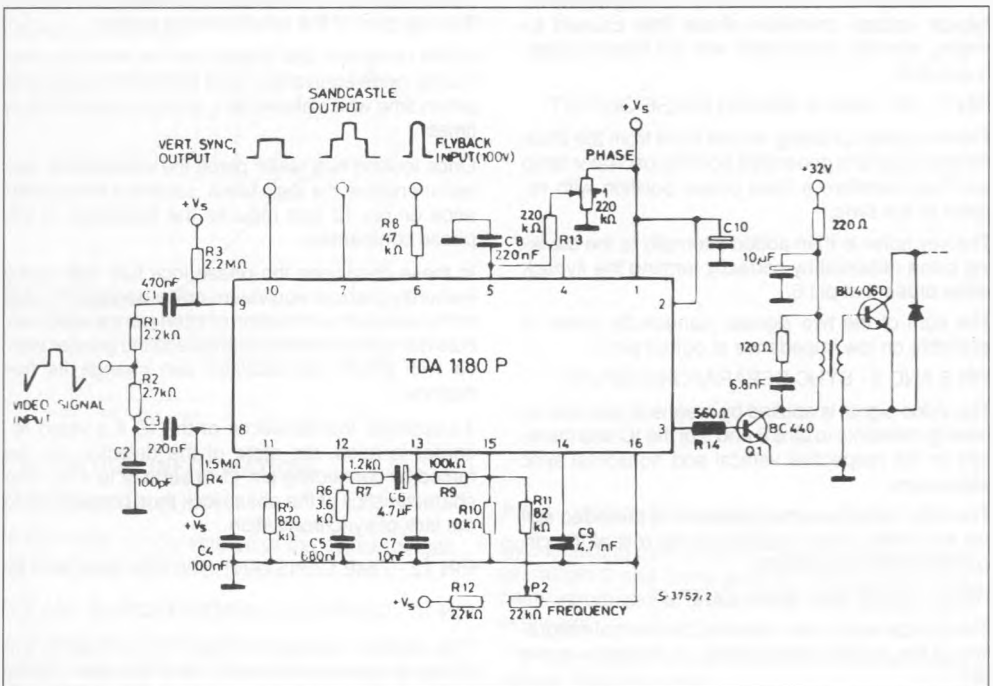 SANDCASTLE
OUTPUT
VERT. SYNC,
OUTPUT
FLYBACK
INPUT (100V)
+Vs
PHASE
+Vs
+32V
R3
2.2MΩ
R8
47
kΩ
C8
220nF
220
kΩ
R13
220
kΩ
C10
220Ω
10µF
BU406D
470nF
C1
R1
2.2kΩ
R2
2.7kΩ
C3
220nF
VIDEO SIGNAL
INPUT
C2
100pF
1.5MΩ
R4
+Vs
8
10 7 6 5 4 1
2
TDA 1180 P
9
3
120Ω
6.8nF
560Ω
BC440
Q1
11 12 13 15 14 16
C4
100nF
R5
820
kΩ
1.2kΩ
R7
R6
3.6
kΩ
C5
680nF
C6
4.7µF
C7
10nF
100kΩ
R9
R10
10kΩ
R11
82
kΩ
C9
4.7nF
+Vs
R12
27kΩ
P2
22kΩ
FREQUENCY
S-3752/2